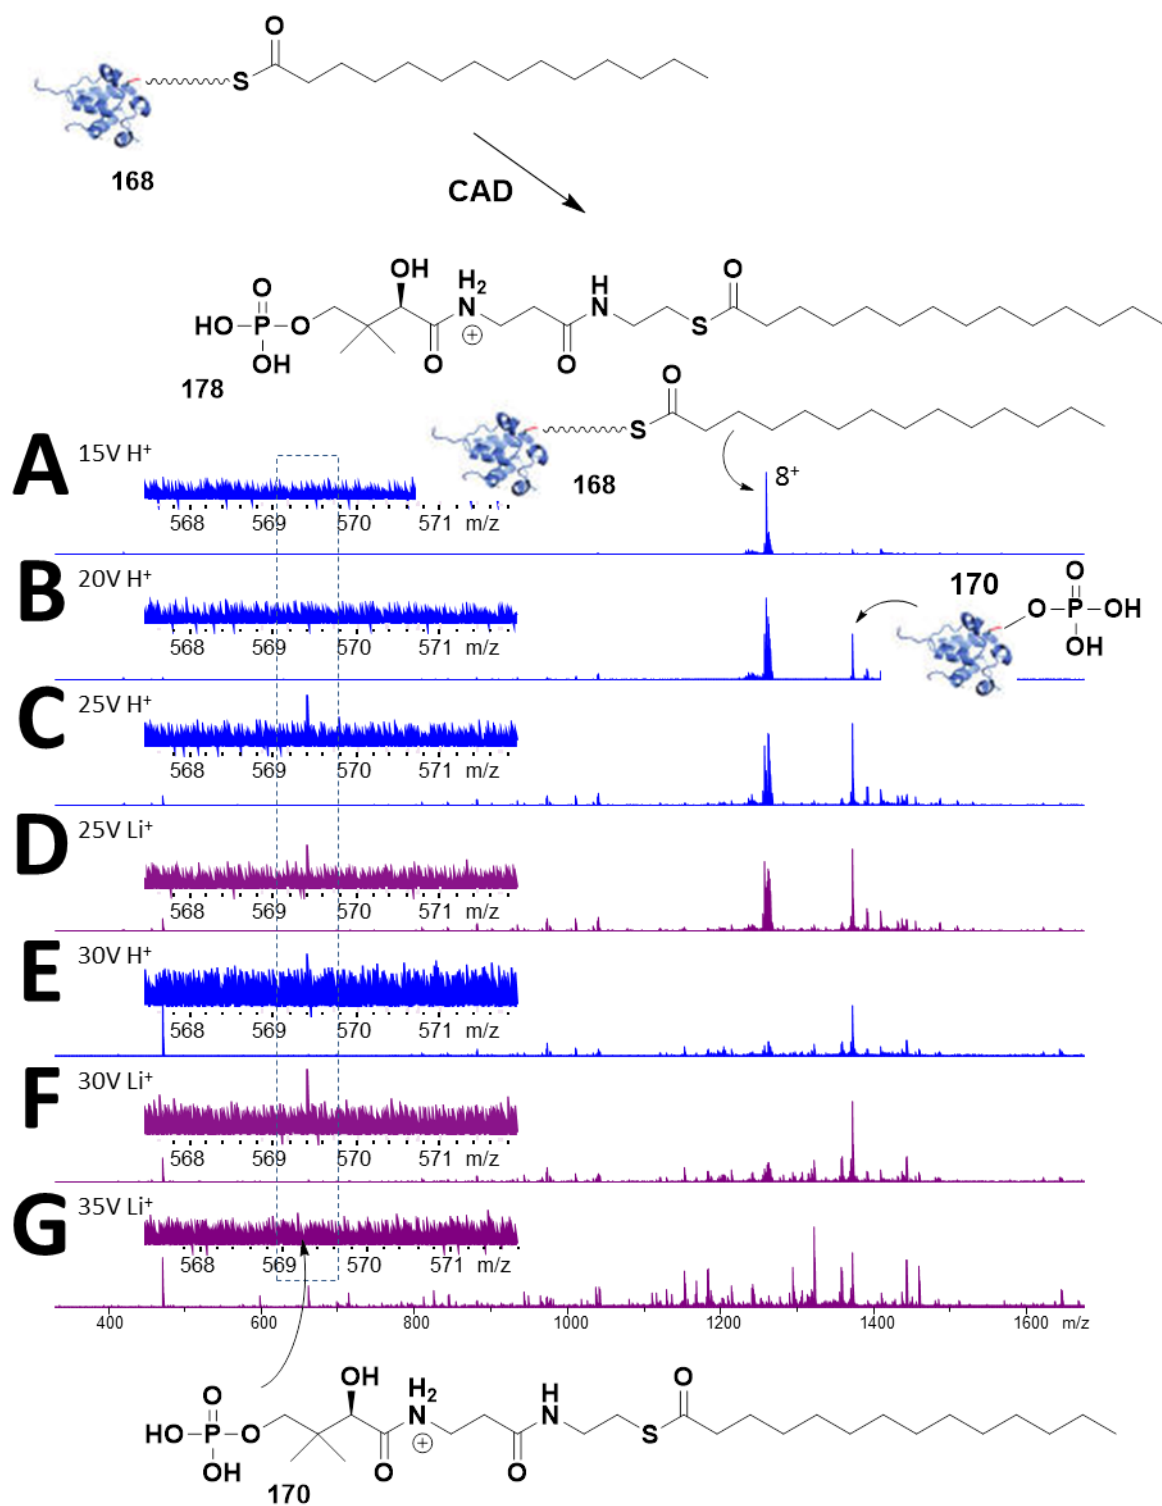 O
S
168
CAD
OH
O
H₂
H
O
HO
P
O
N
N
S
OH
O
⊕
O
178
O
S
168
A
15V H⁺
8⁺
568 569 570 571 m/z
B
20V H⁺
170
O
O
P
OH
OH
568 569 570 571 m/z
C
25V H⁺
568 569 570 571 m/z
D
25V Li⁺
568 569 570 571 m/z
E
30V H⁺
568 569 570 571 m/z
F
30V Li⁺
568 569 570 571 m/z
G
35V Li⁺
568 569 570 571 m/z
400 600 800 1000 1200 1400 1600 m/z
OH
O
H₂
H
O
HO
P
O
N
N
S
OH
O
⊕
O
170